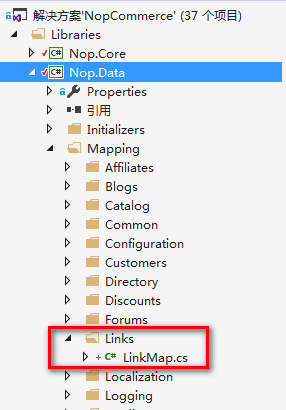 解决方案'NopCommerce' (37 个项目)
Libraries
C# Nop.Core
C# Nop.Data
Properties
引用
Initializers
Mapping
Affiliates
Blogs
Catalog
Common
Configuration
Customers
Directory
Discounts
Forums
Links
+ C# LinkMap.cs
Localization
Logging